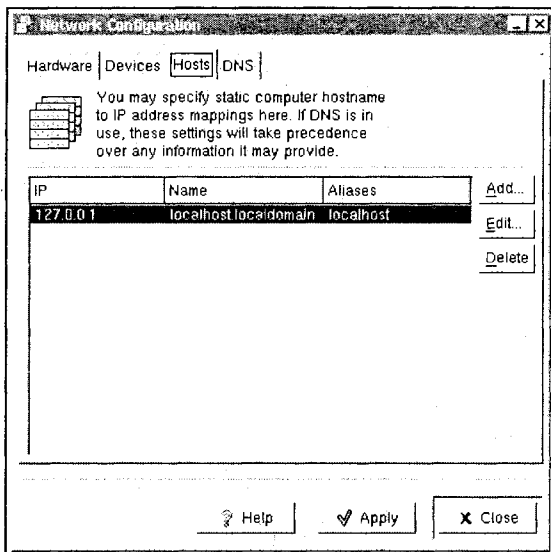 Network Configuration
Hardware Devices Hosts DNS
You may specify static computer hostname
to IP address mappings here. If DNS is in
use, these settings will take precedence
over any information it may provide.
IP Name Aliases
127.0.0.1 localhost.localdomain localhost
Add...
Edit...
Delete
Help Apply Close